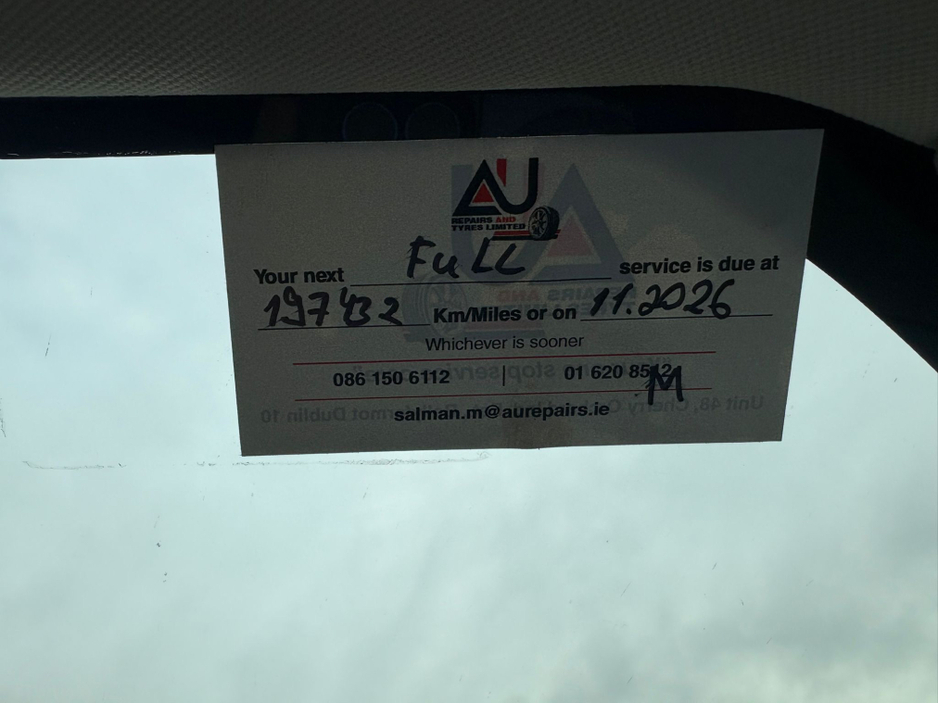 AU
REPAIRS AND
TYRES LIMITED
Your next Full service is due at
197432 Km/Miles or on 11.2026
Whichever is sooner
086 150 6112 | 01 620 8512
M
salman.m@aurepairs.ie